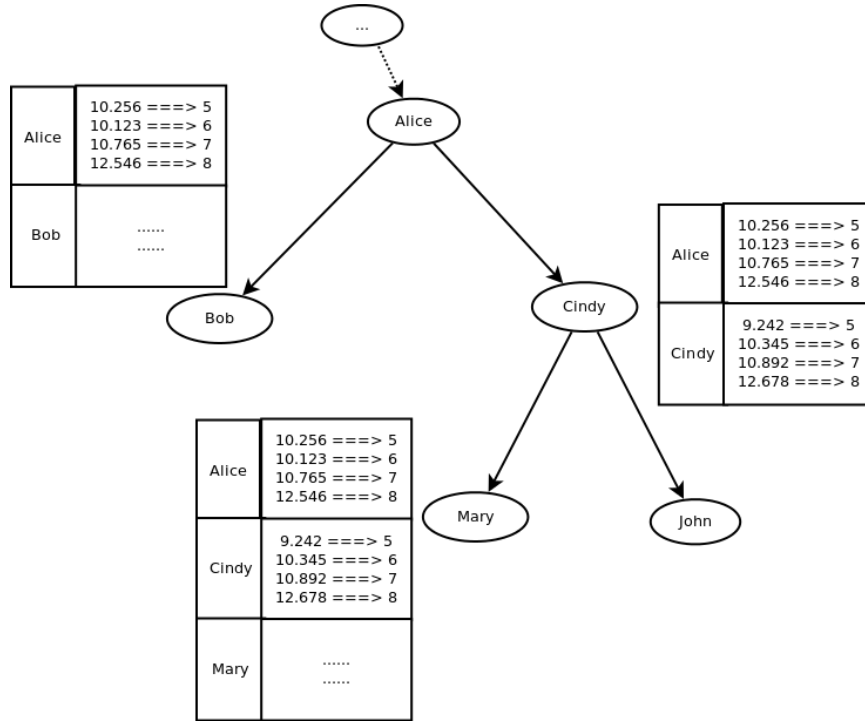 ...
Alice
Alice
10.256 ===> 5
10.123 ===> 6
10.765 ===> 7
12.546 ===> 8
Bob
......
......
Bob
Cindy
Alice
10.256 ===> 5
10.123 ===> 6
10.765 ===> 7
12.546 ===> 8
Cindy
9.242 ===> 5
10.345 ===> 6
10.892 ===> 7
12.678 ===> 8
Alice
10.256 ===> 5
10.123 ===> 6
10.765 ===> 7
12.546 ===> 8
Cindy
9.242 ===> 5
10.345 ===> 6
10.892 ===> 7
12.678 ===> 8
Mary
......
......
Mary
John